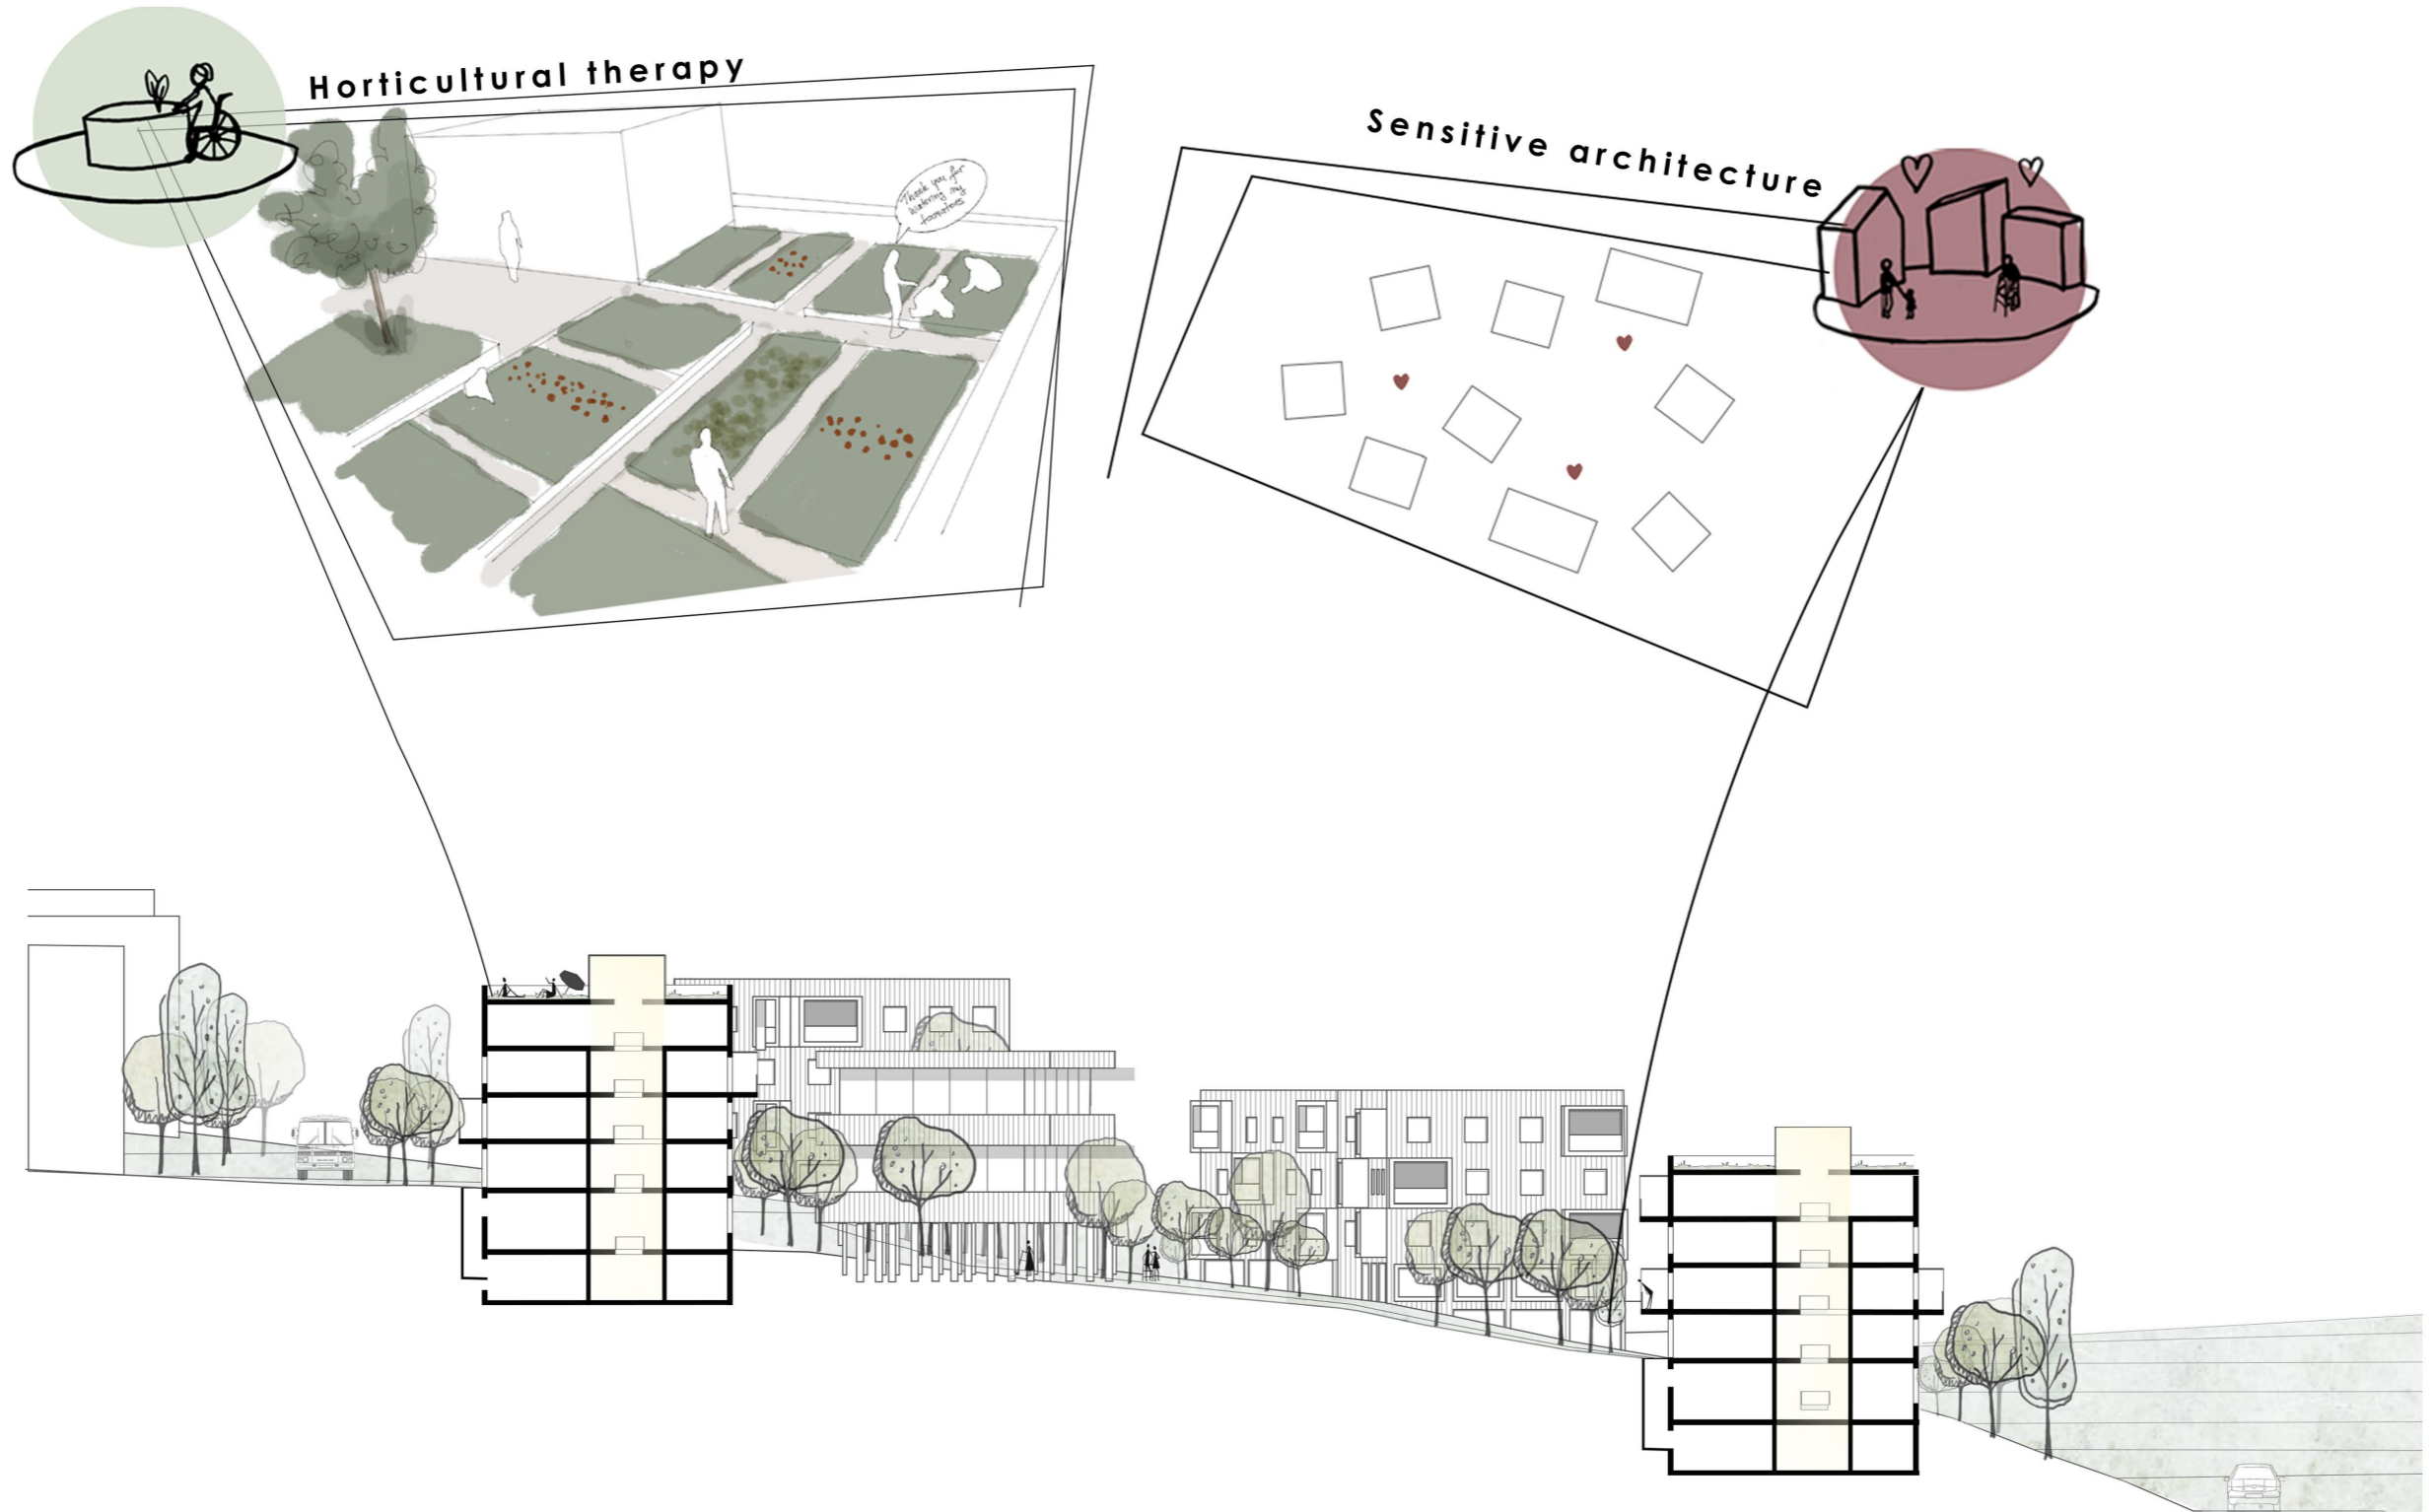 Horticultural therapy
Sensitive architecture
Thank you for
watering my
tomatoes